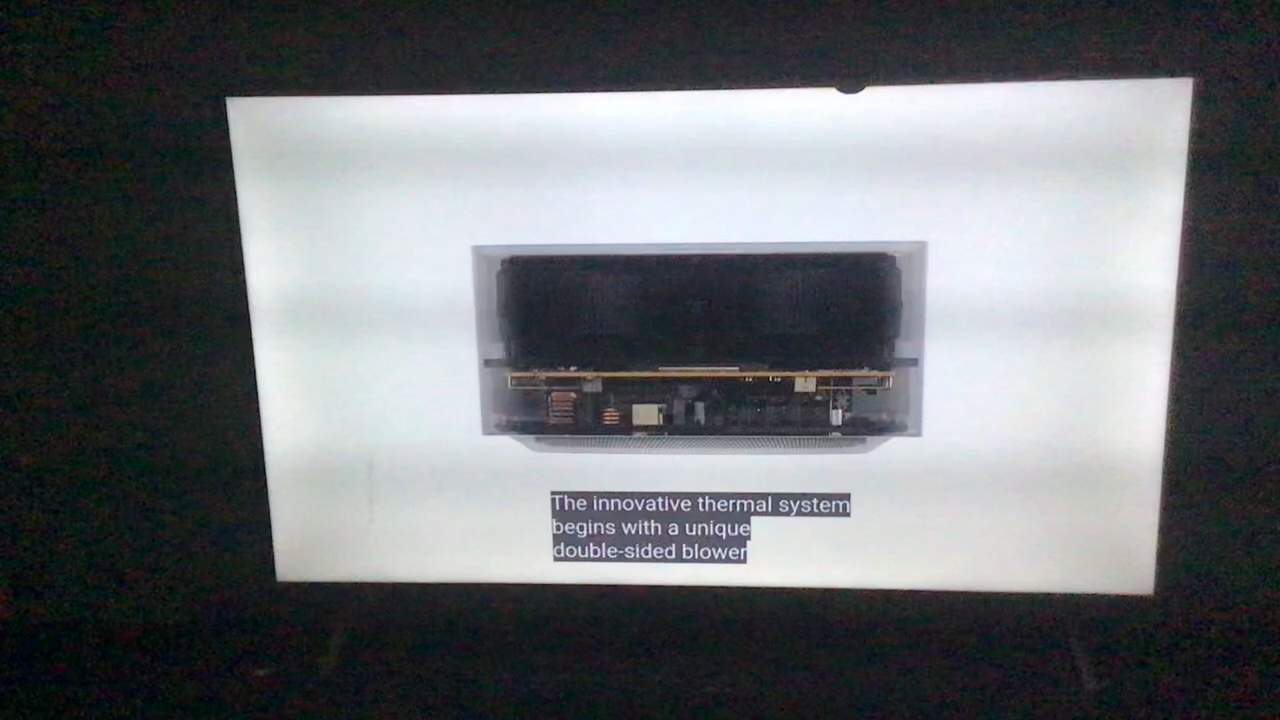 The innovative thermal system
begins with a unique
double-sided blower